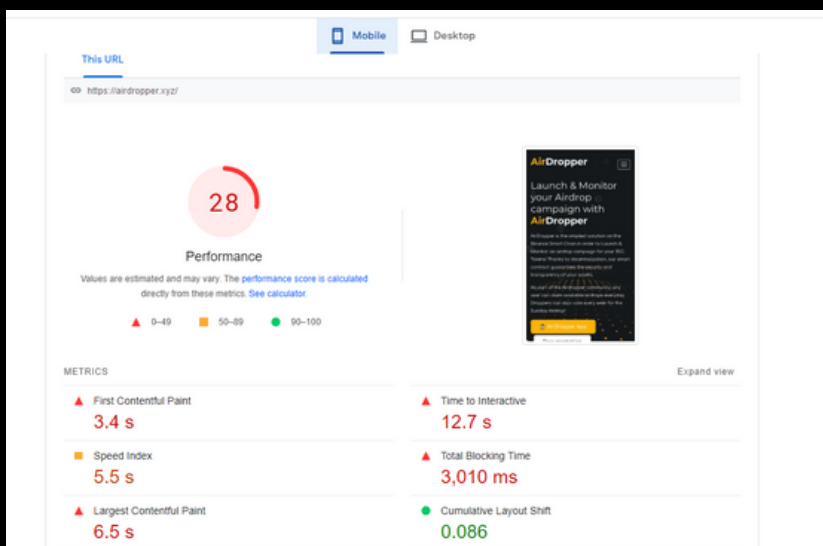 Mobile
Desktop
This URL
https://airdropper.xyz/
28
Performance
Values are estimated and may vary. The performance score is calculated
directly from these metrics. See calculator.
0–49
50–89
90–100
AirDropper
Launch & Monitor
your Airdrop
campaign with
AirDropper
AirDropper App
METRICS
Expand view
First Contentful Paint
3.4 s
Time to Interactive
12.7 s
Speed Index
5.5 s
Total Blocking Time
3,010 ms
Largest Contentful Paint
6.5 s
Cumulative Layout Shift
0.086